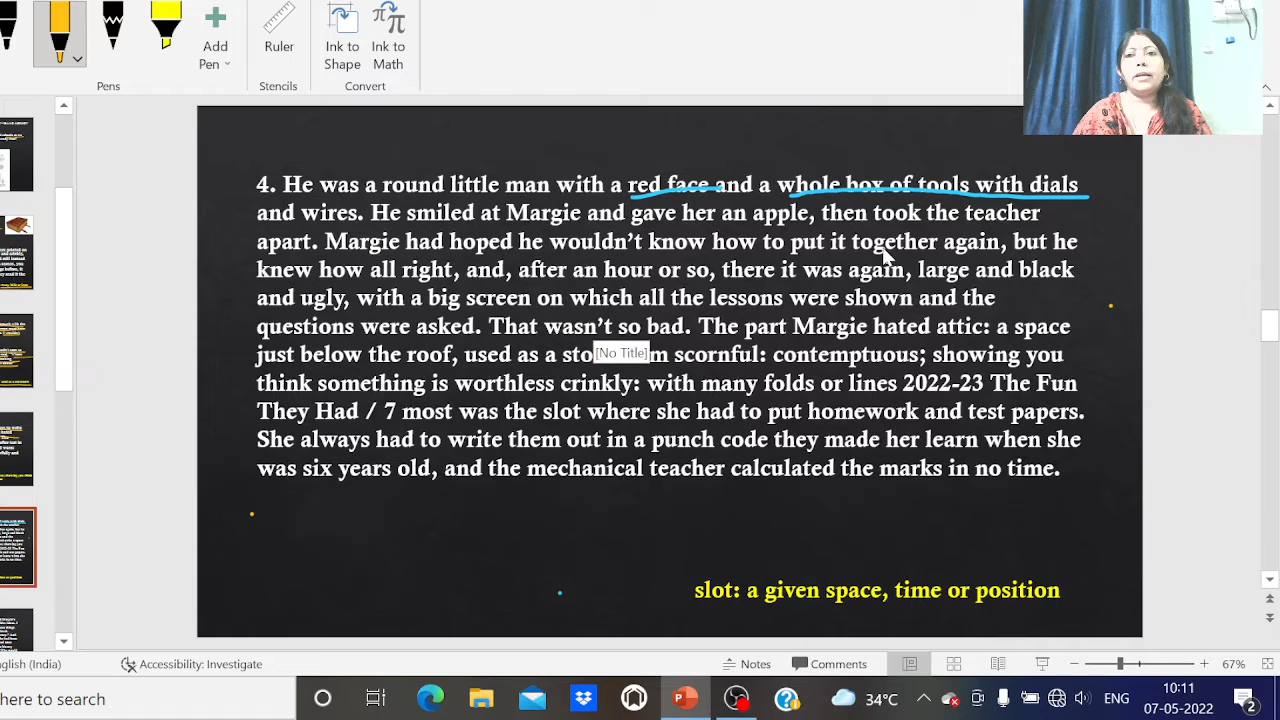 Add
Pen
Ruler
Ink to
Shape
Ink to
Math
Pens
Stencils
Convert
4. He was a round little man with a red face and a whole box of tools with dials
and wires. He smiled at Margie and gave her an apple, then took the teacher
apart. Margie had hoped he wouldn’t know how to put it together again, but he
knew how all right, and, after an hour or so, there it was again, large and black
and ugly, with a big screen on which all the lessons were shown and the
questions were asked. That wasn’t so bad. The part Margie hated attic: a space
just below the roof, used as a sto [No Title] m scornful: contemptuous; showing you
think something is worthless crinkly: with many folds or lines 2022-23 The Fun
They Had / 7 most was the slot where she had to put homework and test papers.
She always had to write them out in a punch code they made her learn when she
was six years old, and the mechanical teacher calculated the marks in no time.
slot: a given space, time or position
nglish (India)
Accessibility: Investigate
Notes
Comments
67%
here to search
34°C
ENG
10:11
07-05-2022
2